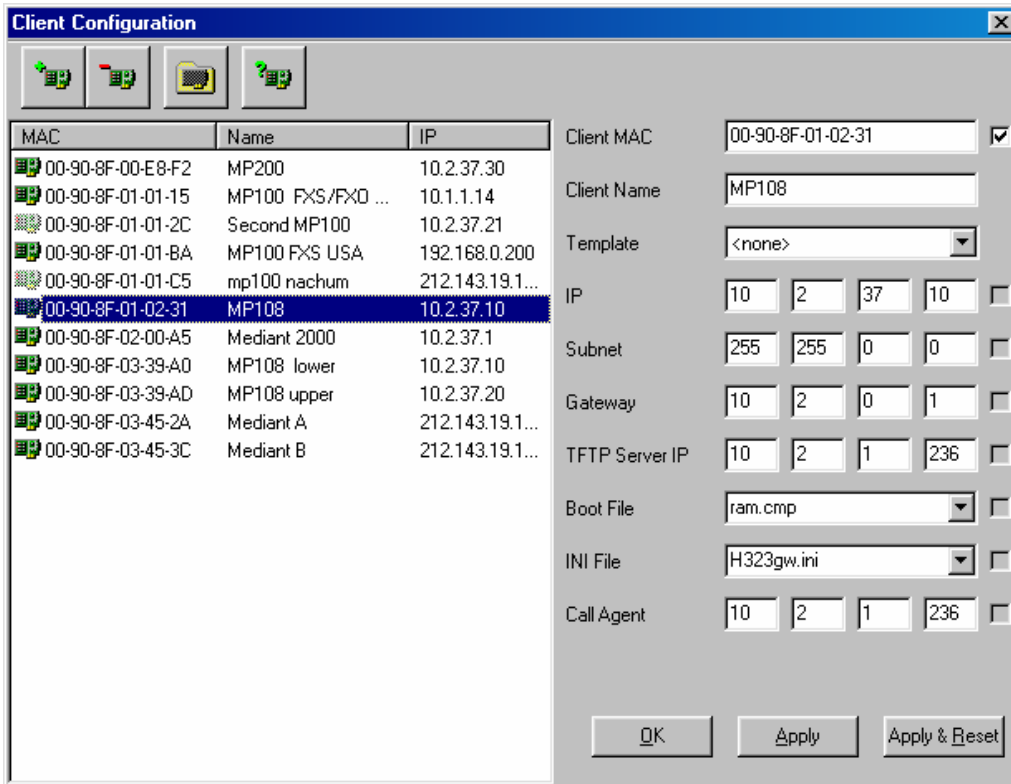 Client Configuration
MAC Name IP
00-90-8F-00-E8-F2 MP200 10.2.37.30
00-90-8F-01-01-15 MP100 FXS/FXO ... 10.1.1.14
00-90-8F-01-01-2C Second MP100 10.2.37.21
00-90-8F-01-01-BA MP100 FXS USA 192.168.0.200
00-90-8F-01-01-C5 mp100 nachum 212.143.19.1...
00-90-8F-01-02-31 MP108 10.2.37.10
00-90-8F-02-00-A5 Mediant 2000 10.2.37.1
00-90-8F-03-39-A0 MP108 lower 10.2.37.10
00-90-8F-03-39-AD MP108 upper 10.2.37.20
00-90-8F-03-45-2A Mediant A 212.143.19.1...
00-90-8F-03-45-3C Mediant B 212.143.19.1...
Client MAC 00-90-8F-01-02-31
Client Name MP108
Template <none>
IP 10 2 37 10
Subnet 255 255 0 0
Gateway 10 2 0 1
TFTP Server IP 10 2 1 236
Boot File ram.cmp
INI File H323gw.ini
Call Agent 10 2 1 236
OK Apply Apply & Reset